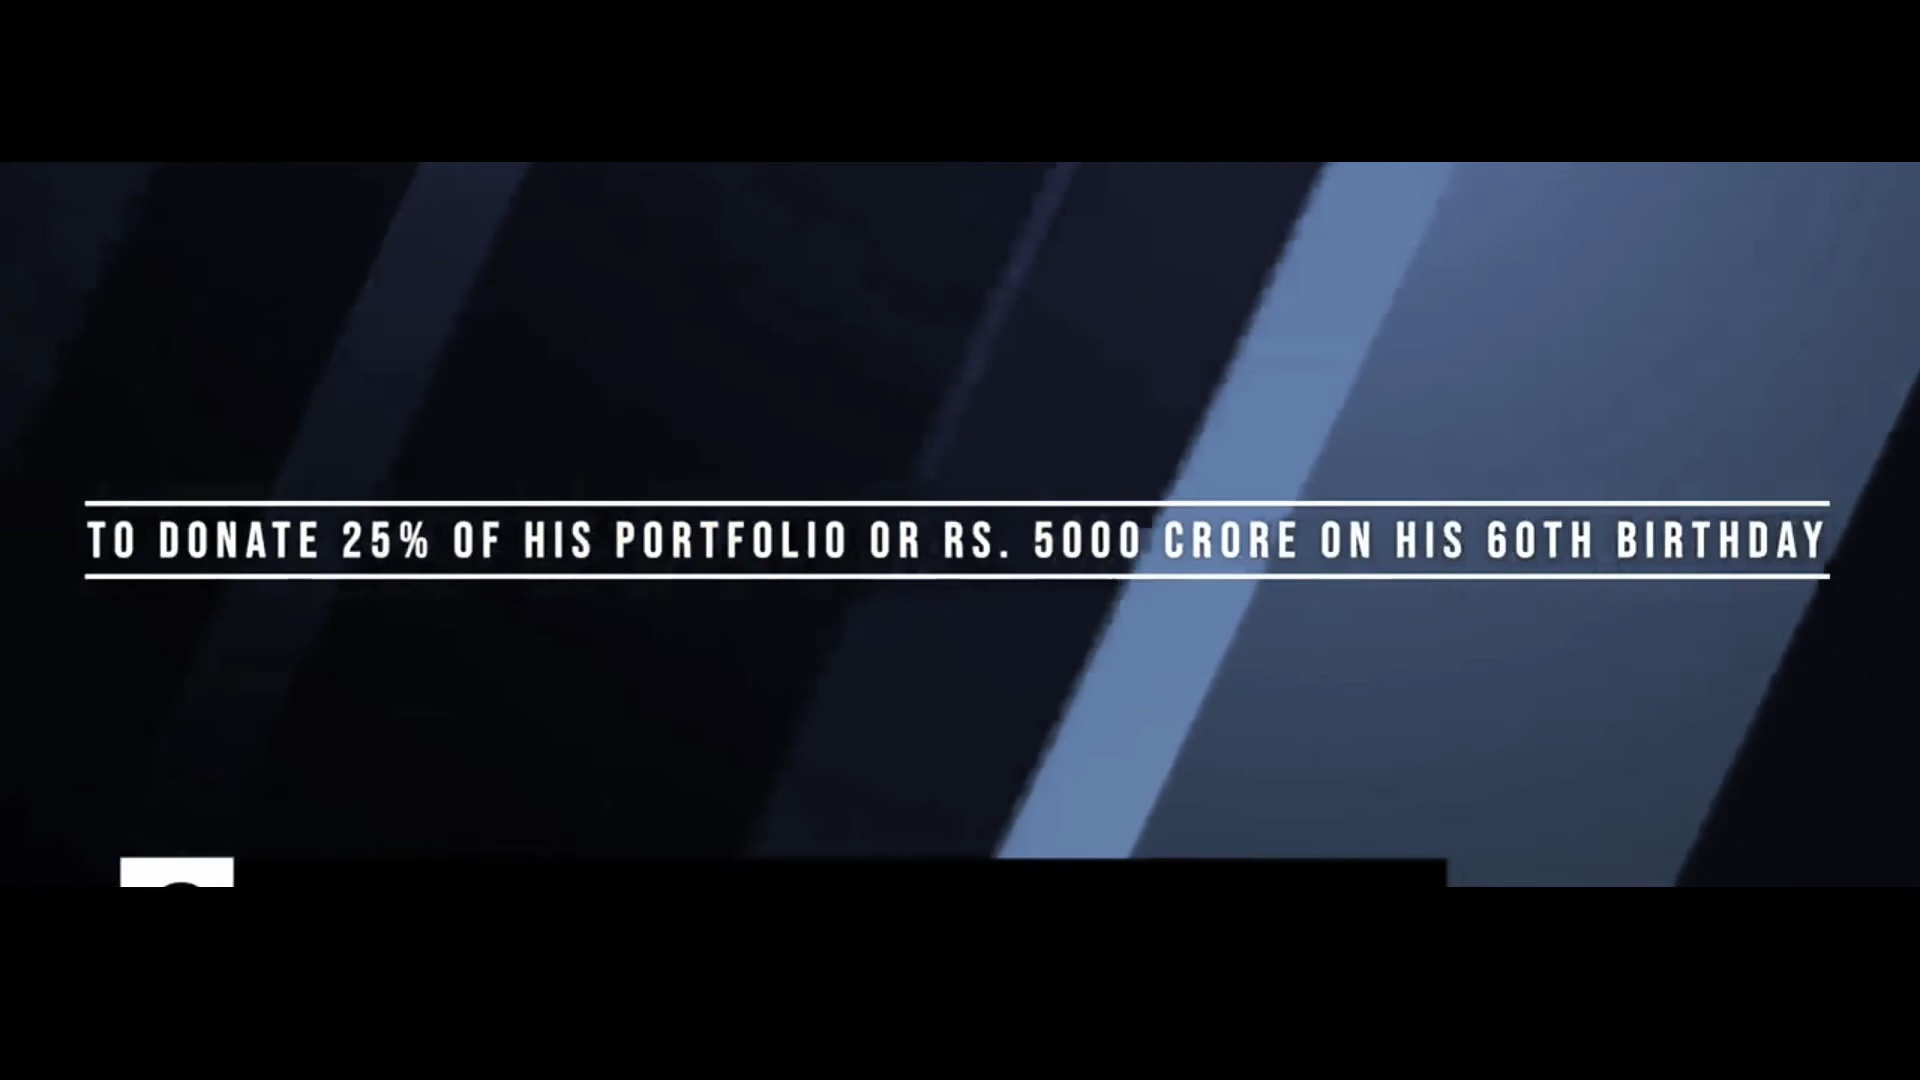 TO DONATE 25% OF HIS PORTFOLIO OR RS. 5000 CRORE ON HIS 60TH BIRTHDAY